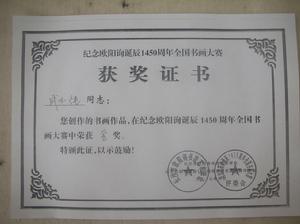 纪念欧阳询诞辰1450周年全国书画大赛
获奖证书
同志：
您创作的书画作品，在纪念欧阳询诞辰1450周年全国书
画大赛中荣获 奖。
特颁此证，以示鼓励！
评委会